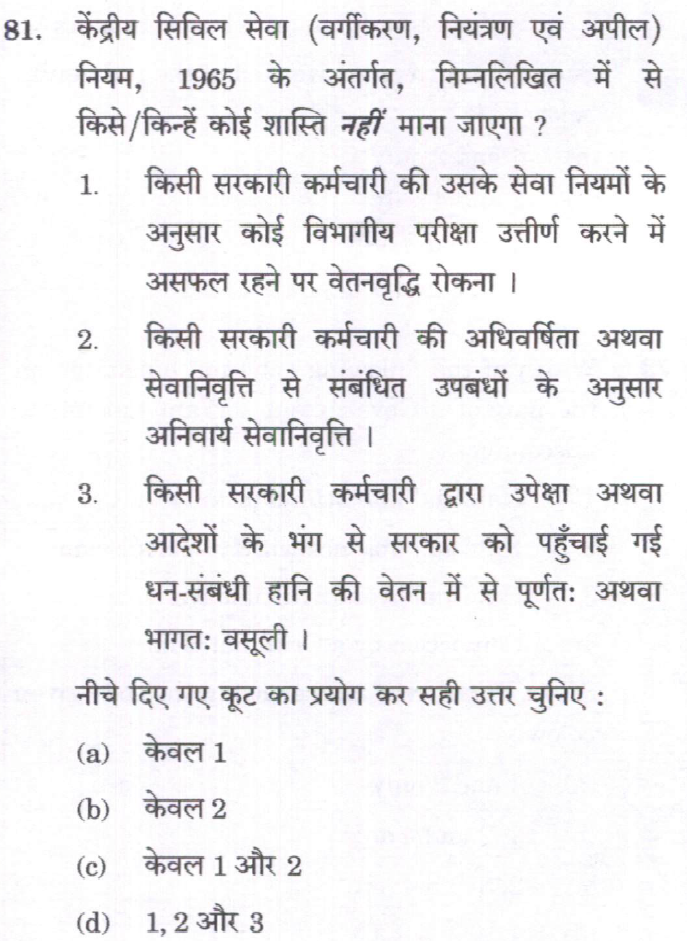 81. केंद्रीय सिविल सेवा (वर्गीकरण, नियंत्रण एवं अपील)
नियम, 1965 के अंतर्गत, निम्नलिखित में से
किसे/किन्हें कोई शास्ति नहीं माना जाएगा ?
1. किसी सरकारी कर्मचारी की उसके सेवा नियमों के
अनुसार कोई विभागीय परीक्षा उत्तीर्ण करने में
असफल रहने पर वेतनवृद्धि रोकना ।
2. किसी सरकारी कर्मचारी की अधिवर्षिता अथवा
सेवानिवृत्ति से संबंधित उपबंधों के अनुसार
अनिवार्य सेवानिवृत्ति ।
3. किसी सरकारी कर्मचारी द्वारा उपेक्षा अथवा
आदेशों के भंग से सरकार को पहुँचाई गई
धन-संबंधी हानि की वेतन में से पूर्णत: अथवा
भागत: वसूली ।
नीचे दिए गए कूट का प्रयोग कर सही उत्तर चुनिए :
(a) केवल 1
(b) केवल 2
(c) केवल 1 और 2
(d) 1, 2 और 3